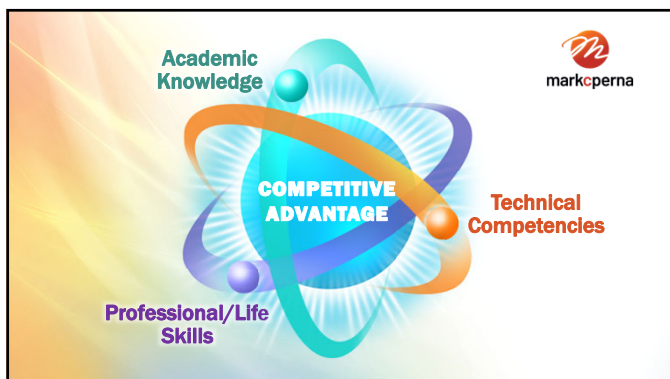 Academic
Knowledge
markcperna
COMPETITIVE
ADVANTAGE
Technical
Competencies
Professional/Life
Skills